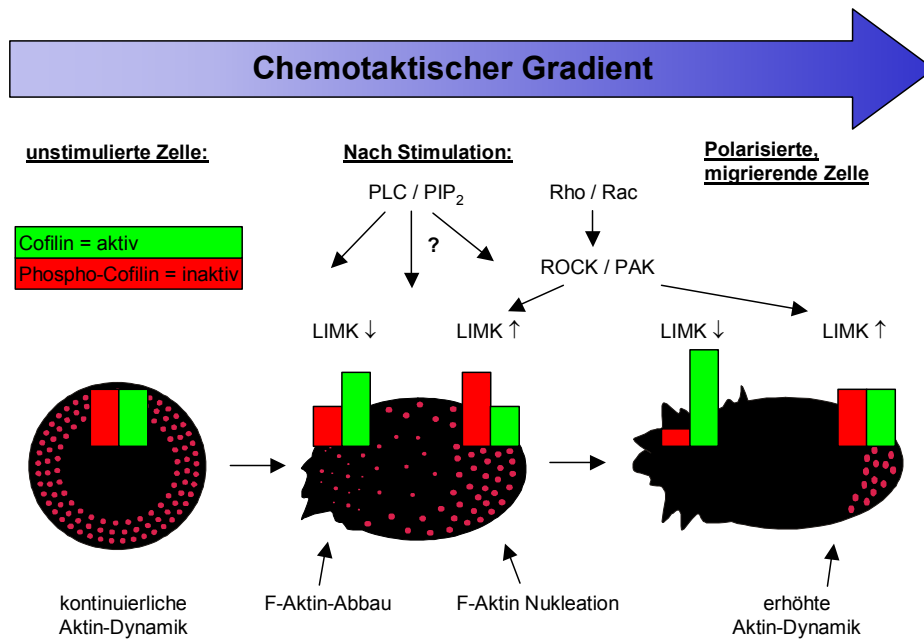 Chemotaktischer Gradient
unstimulierte Zelle:
Nach Stimulation:
Polarisierte,
migrierende Zelle
PLC / PIP₂
Rho / Rac
?
Cofilin = aktiv
Phospho-Cofilin = inaktiv
ROCK / PAK
LIMK ↓
LIMK ↑
LIMK ↓
LIMK ↑
kontinuierliche
Aktin-Dynamik
F-Aktin-Abbau
F-Aktin Nukleation
erhöhte
Aktin-Dynamik